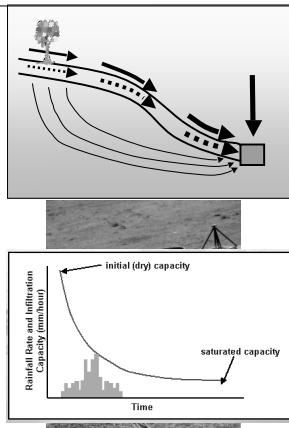 initial (dry) capacity
Rainfall Rate and Infiltration
Capacity (mm/hour)
saturated capacity
Time